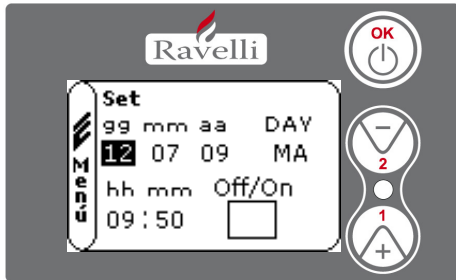 Ravelli
OK
Set
gg mm aa DAY
12 07 09 MA
hh mm Off/On
09:50
Menú
−
2
1
+